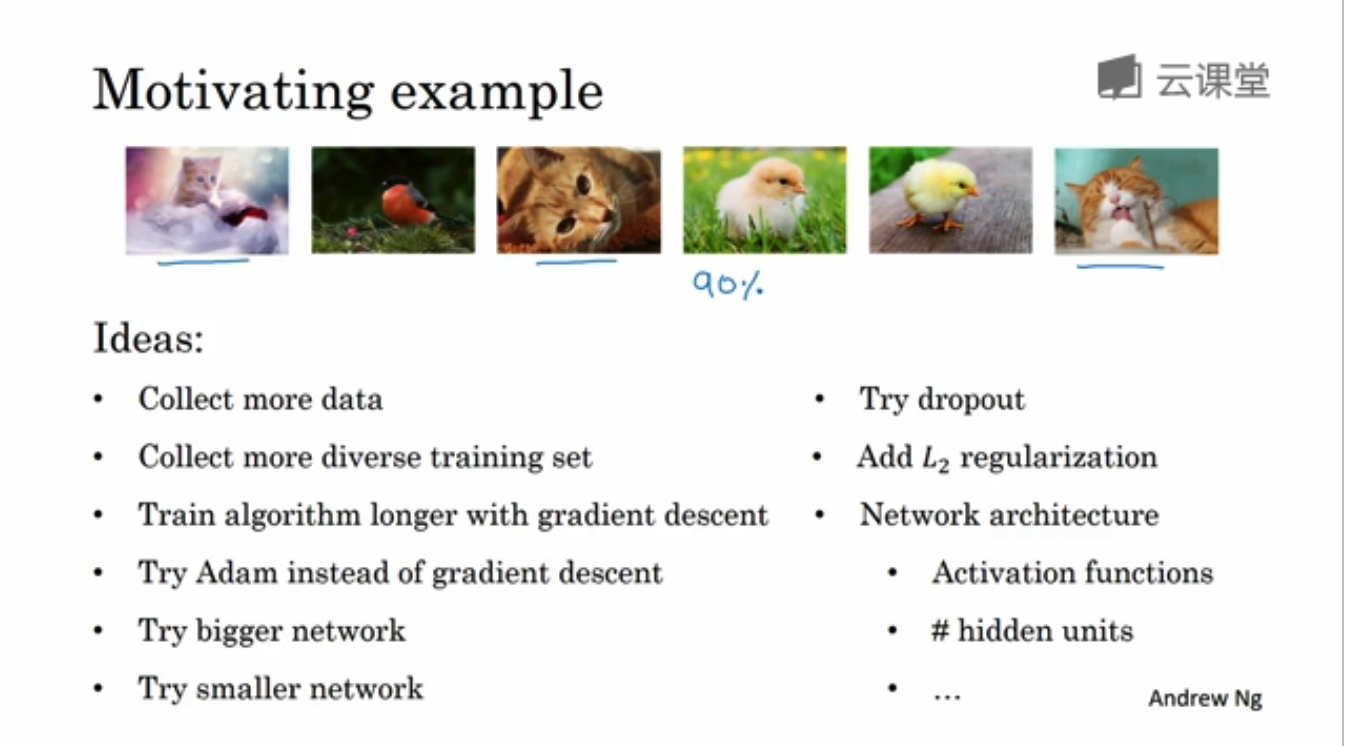 Motivating example
云课堂
90%
Ideas:
• Collect more data
• Collect more diverse training set
• Train algorithm longer with gradient descent
• Try Adam instead of gradient descent
• Try bigger network
• Try smaller network
• Try dropout
• Add L₂ regularization
• Network architecture
• Activation functions
• # hidden units
• …
Andrew Ng